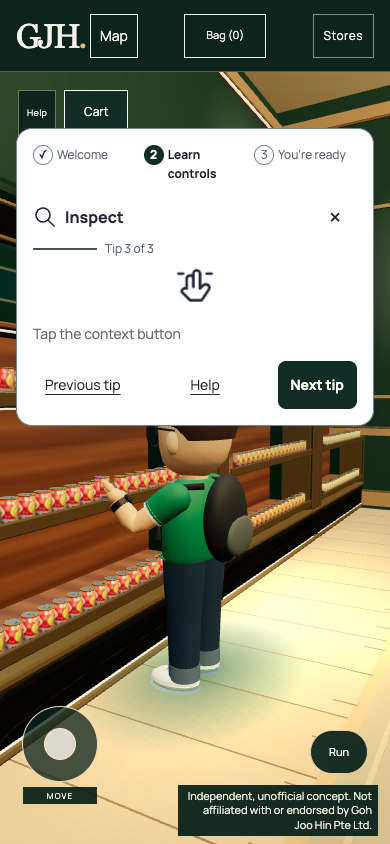 GJH.
Map
Bag (0)
Stores
Help
Cart
✓ Welcome
2 Learn
controls
3 You're ready
Inspect
×
Tip 3 of 3
Tap the context button
Previous tip
Help
Next tip
Run
MOVE
Independent, unofficial concept. Not
affiliated with or endorsed by Goh
Joo Hin Pte Ltd.